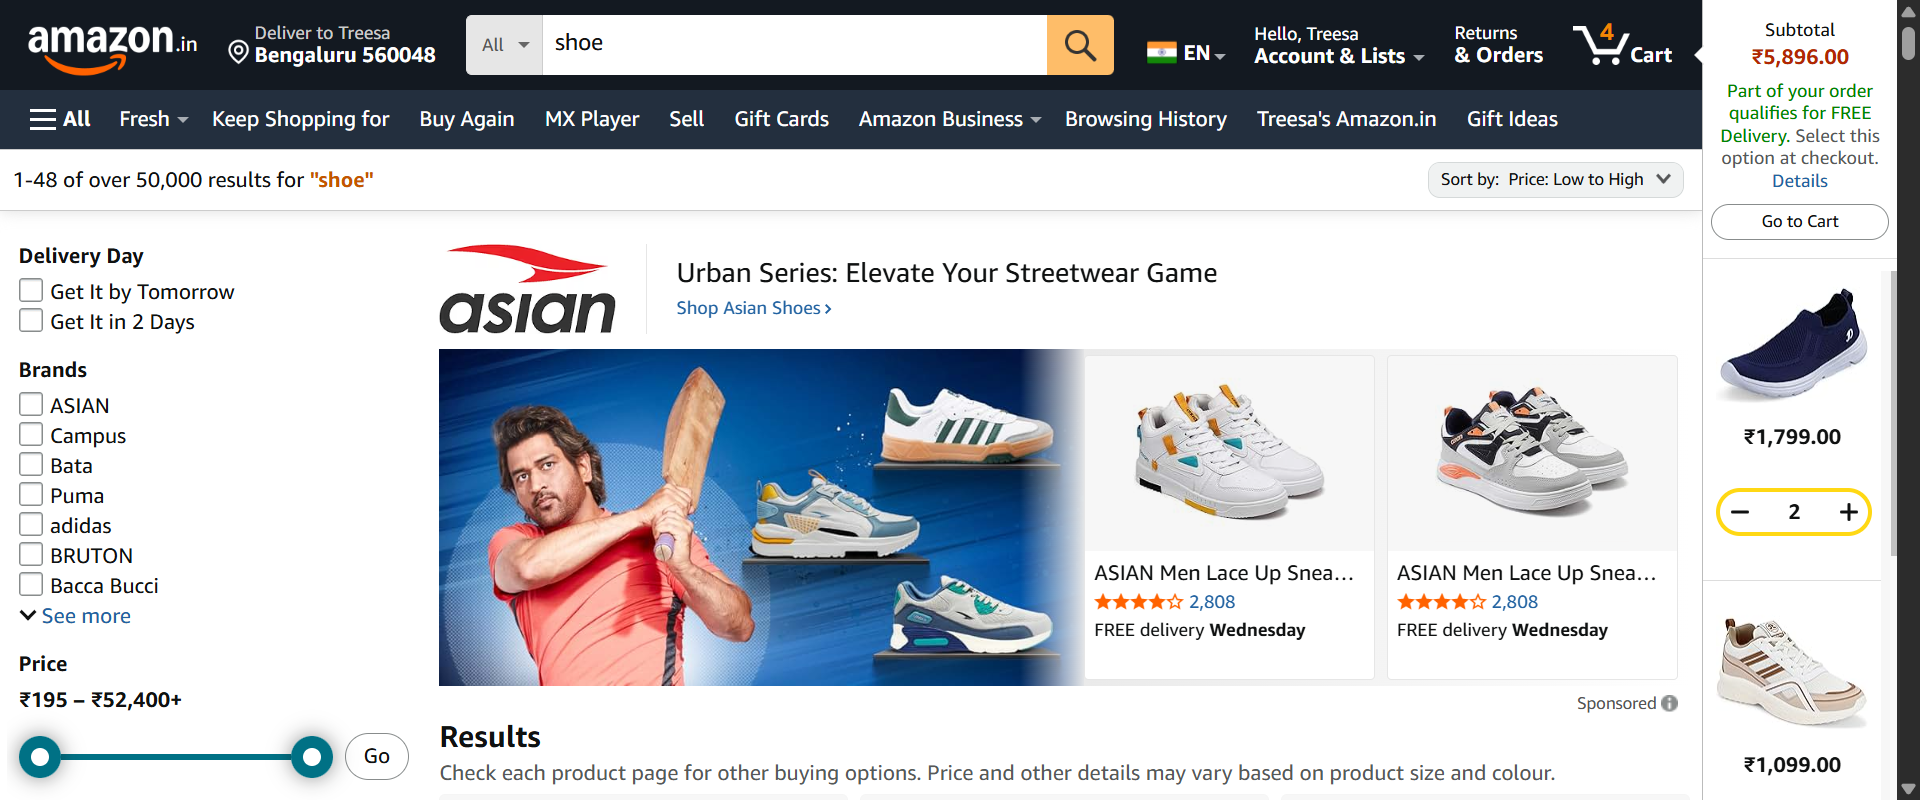 amazon.in
Deliver to Treesa
Bengaluru 560048
All
shoe
EN
Hello, Treesa
Account & Lists
Returns
& Orders
4
Cart
All
Fresh
Keep Shopping for
Buy Again
MX Player
Sell
Gift Cards
Amazon Business
Browsing History
Treesa's Amazon.in
Gift Ideas
1-48 of over 50,000 results for "shoe"
Sort by: Price: Low to High
Delivery Day
Get It by Tomorrow
Get It in 2 Days
Brands
ASIAN
Campus
Bata
Puma
adidas
BRUTON
Bacca Bucci
See more
Price
₹195 – ₹52,400+
Go
asian
Urban Series: Elevate Your Streetwear Game
Shop Asian Shoes ›
ASIAN Men Lace Up Snea…
2,808
FREE delivery Wednesday
ASIAN Men Lace Up Snea…
2,808
FREE delivery Wednesday
Sponsored
Results
Check each product page for other buying options. Price and other details may vary based on product size and colour.
Subtotal
₹5,896.00
Part of your order
qualifies for FREE
Delivery. Select this
option at checkout.
Details
Go to Cart
₹1,799.00
2
₹1,099.00